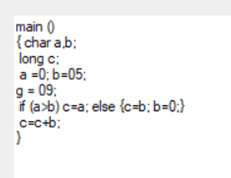 main ()
{ char a,b;
long c;
a =0; b=05;
g = 09;
if (a>b) c=a; else {c=b; b=0;}
c=c+b;
}